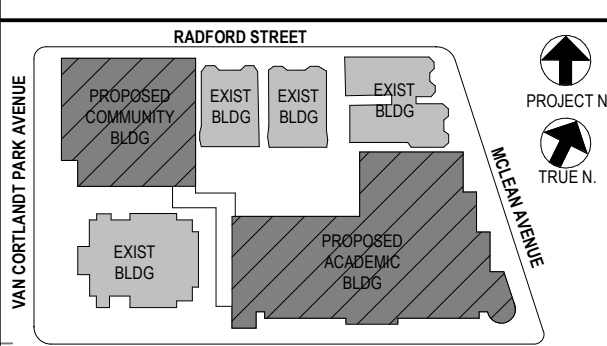 RADFORD STREET
VAN CORTLANDT PARK AVENUE
PROPOSED
COMMUNITY
BLDG
EXIST
BLDG
EXIST
BLDG
EXIST
BLDG
PROJECT N.
TRUE N.
MCLEAN AVENUE
EXIST
BLDG
PROPOSED
ACADEMIC
BLDG